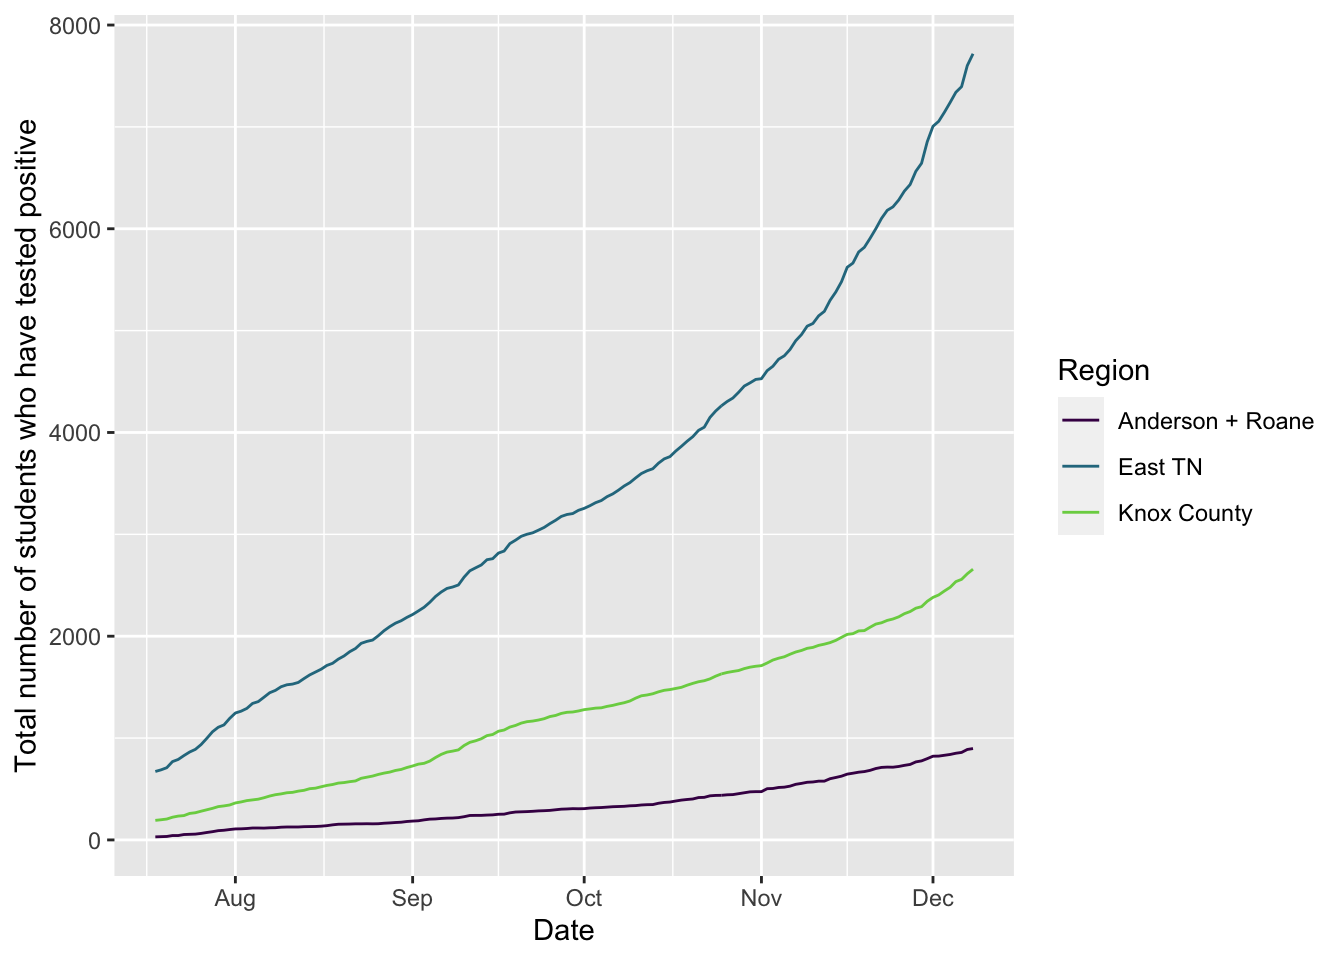 Total number of students who have tested positive
8000
6000
4000
2000
0
Aug
Sep
Oct
Nov
Dec
Date
Region
Anderson + Roane
East TN
Knox County